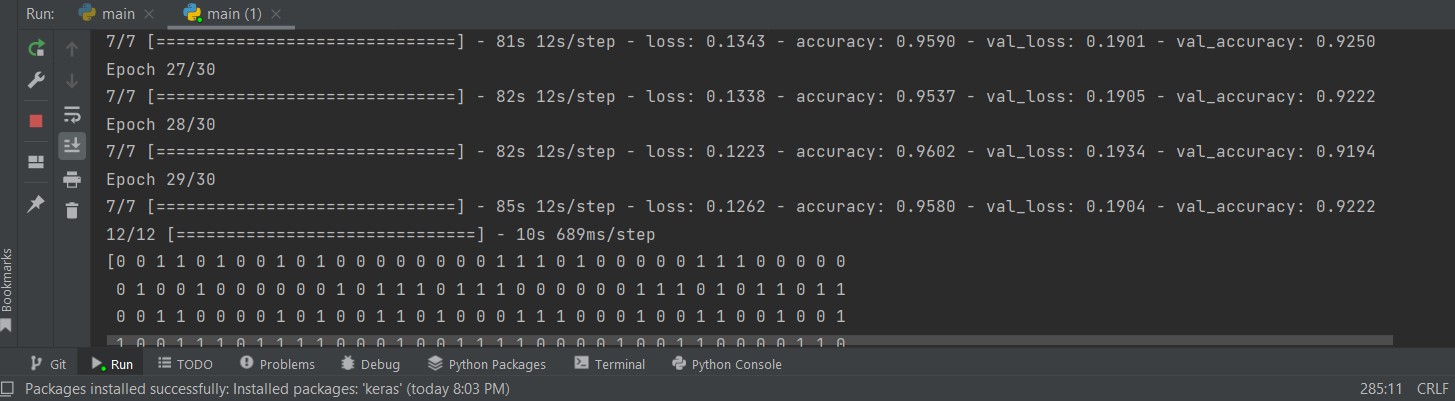 Run: main main (1)
7/7 [==============================] - 81s 12s/step - loss: 0.1343 - accuracy: 0.9590 - val_loss: 0.1901 - val_accuracy: 0.9250
Epoch 27/30
7/7 [==============================] - 82s 12s/step - loss: 0.1338 - accuracy: 0.9537 - val_loss: 0.1905 - val_accuracy: 0.9222
Epoch 28/30
7/7 [==============================] - 82s 12s/step - loss: 0.1223 - accuracy: 0.9602 - val_loss: 0.1934 - val_accuracy: 0.9194
Epoch 29/30
7/7 [==============================] - 85s 12s/step - loss: 0.1262 - accuracy: 0.9580 - val_loss: 0.1904 - val_accuracy: 0.9222
12/12 [==============================] - 10s 689ms/step
[0 0 1 1 0 1 0 0 1 0 1 0 0 0 0 0 0 0 0 1 1 1 0 1 0 0 0 0 0 1 1 1 0 0 0 0 0
0 1 0 0 1 0 0 0 0 0 0 1 0 1 1 1 0 1 1 1 0 0 0 0 0 0 1 1 1 0 1 0 1 1 0 1 1
0 0 1 1 0 0 0 0 1 0 1 0 0 1 1 0 1 0 0 0 1 1 1 0 0 0 1 0 0 1 1 0 0 1 0 0 1
Bookmarks
Git Run TODO Problems Debug Python Packages Terminal Python Console
Packages installed successfully: Installed packages: 'keras' (today 8:03 PM) 285:11 CRLF